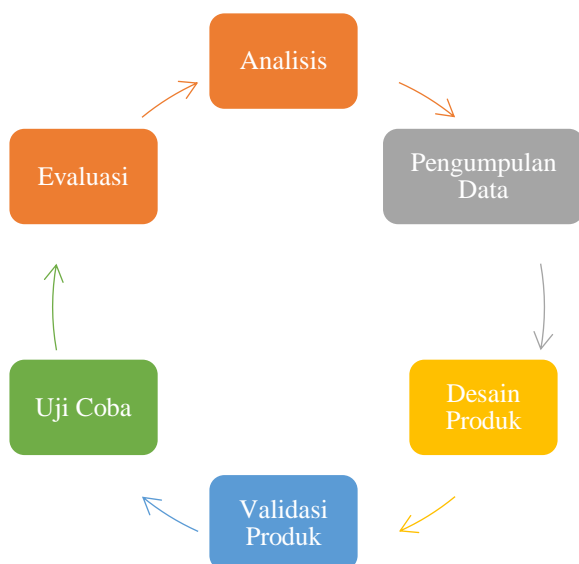 Analisis
Pengumpulan
Data
Desain
Produk
Validasi
Produk
Uji Coba
Evaluasi